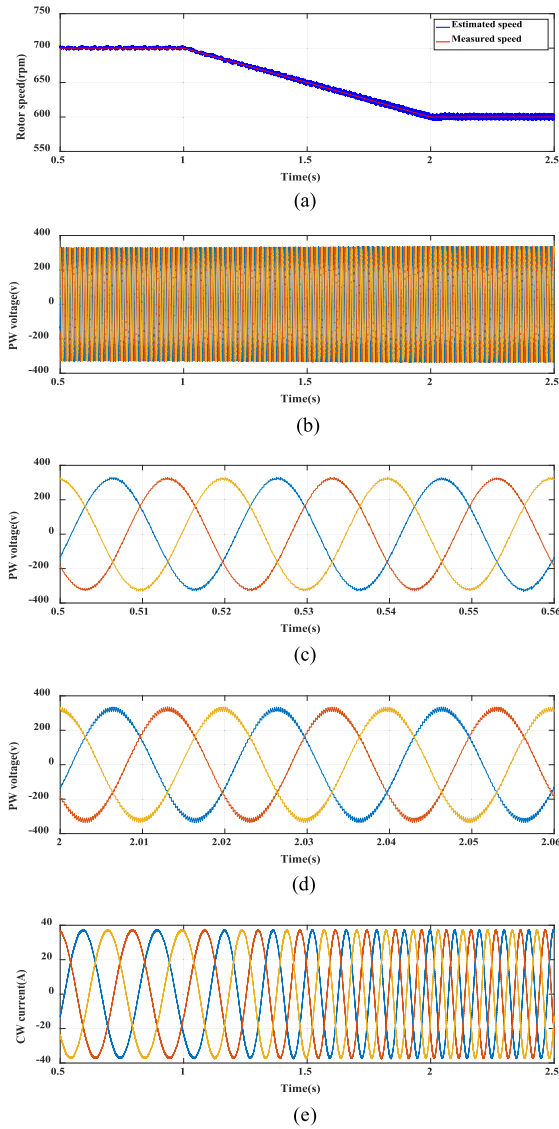 750
700
650
600
550
Rotor speed(rpm)
Estimated speed
Measured speed
0.5 1 1.5 2 2.5
Time(s)
(a)
400
200
0
-200
-400
PW voltage(v)
0.5 1 1.5 2 2.5
Time(s)
(b)
400
200
0
-200
-400
PW voltage(v)
0.5 0.51 0.52 0.53 0.54 0.55 0.56
Time(s)
(c)
400
200
0
-200
-400
PW voltage(v)
2 2.01 2.02 2.03 2.04 2.05 2.06
Time(s)
(d)
40
20
0
-20
-40
CW current(A)
0.5 1 1.5 2 2.5
Time(s)
(e)